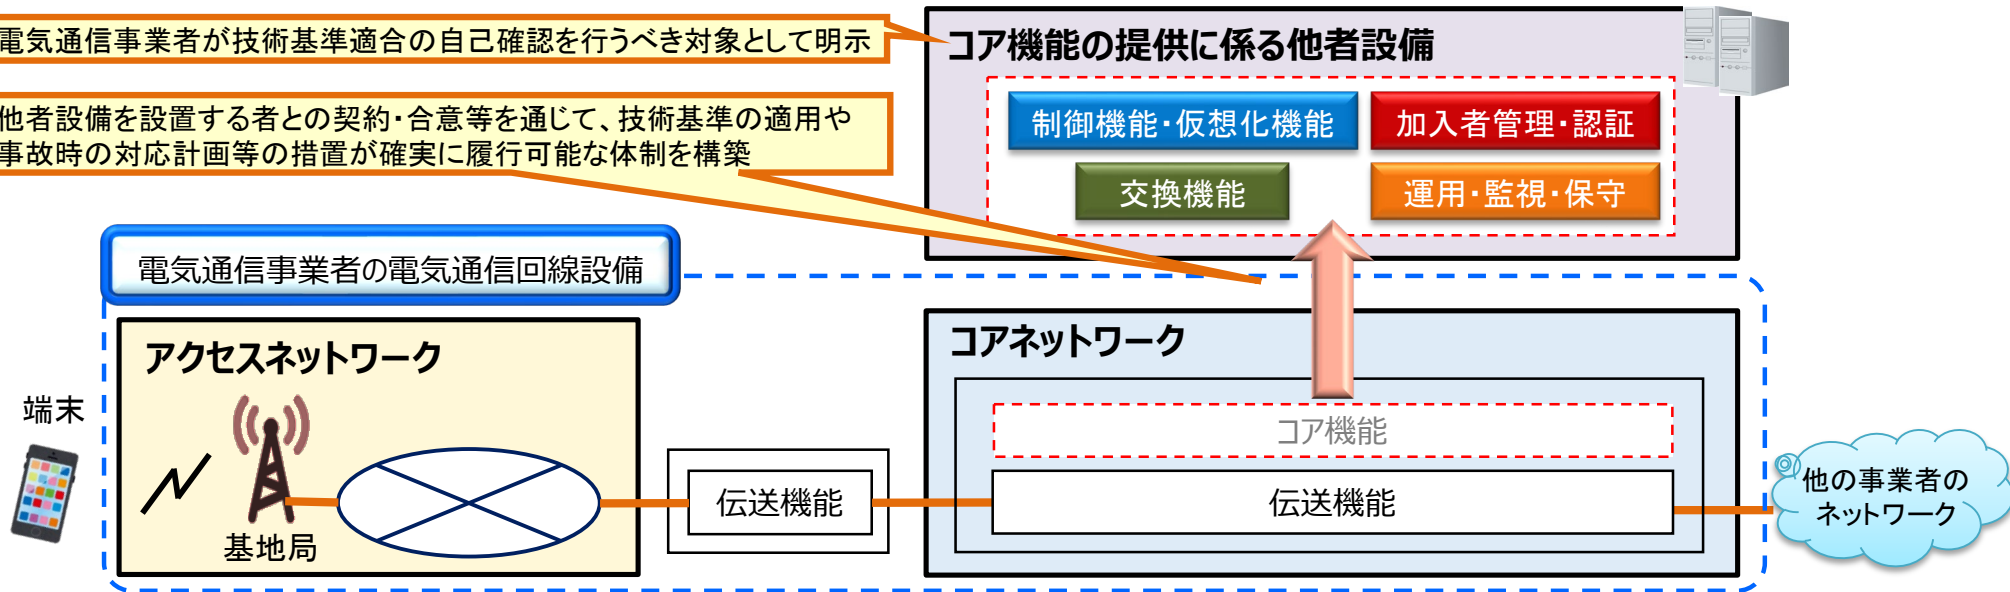 電気通信事業者が技術基準適合の自己確認を行うべき対象として明示
他者設備を設置する者との契約・合意等を通じて、技術基準の適用や
事故時の対応計画等の措置が確実に履行可能な体制を構築
コア機能の提供に係る他者設備
制御機能・仮想化機能
加入者管理・認証
交換機能
運用・監視・保守
電気通信事業者の電気通信回線設備
アクセスネットワーク
コアネットワーク
端末
基地局
伝送機能
コア機能
伝送機能
他の事業者の
ネットワーク